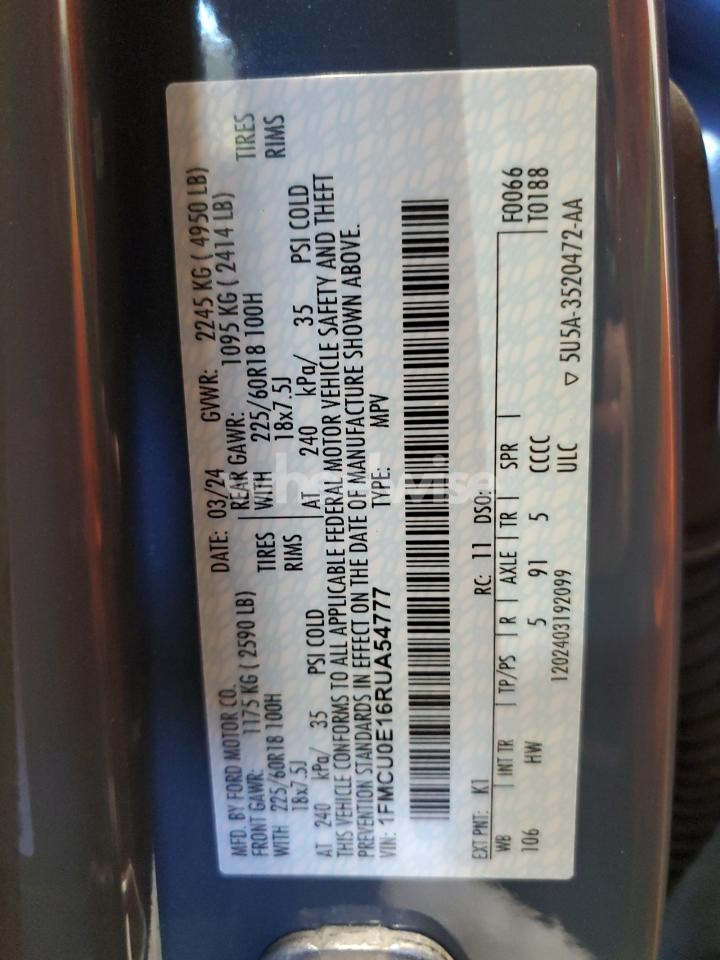 MFD. BY FORD MOTOR CO.
DATE: 03/24 GVWR: 2245 KG ( 4950 LB)
FRONT GAWR: 1175 KG ( 2590 LB) REAR GAWR: 1095 KG ( 2414 LB)
WITH 225/60R18 100H TIRES WITH 225/60R18 100H TIRES
18x7.5J RIMS 18x7.5J RIMS
AT 240 kPa/ 35 PSI COLD AT 240 kPa/ 35 PSI COLD
THIS VEHICLE CONFORMS TO ALL APPLICABLE FEDERAL MOTOR VEHICLE SAFETY AND THEFT
PREVENTION STANDARDS IN EFFECT ON THE DATE OF MANUFACTURE SHOWN ABOVE.
VIN: 1FMCU0E16RUA54777 TYPE: MPV
EXT PNT: K1 RC: 11 DSO: F0066
WB INT TR TP/PS R AXLE TR SPR T0188
106 HW 5 91 5 CCCC
1202403192099 ULC ▽ 5U5A-3520472-AA